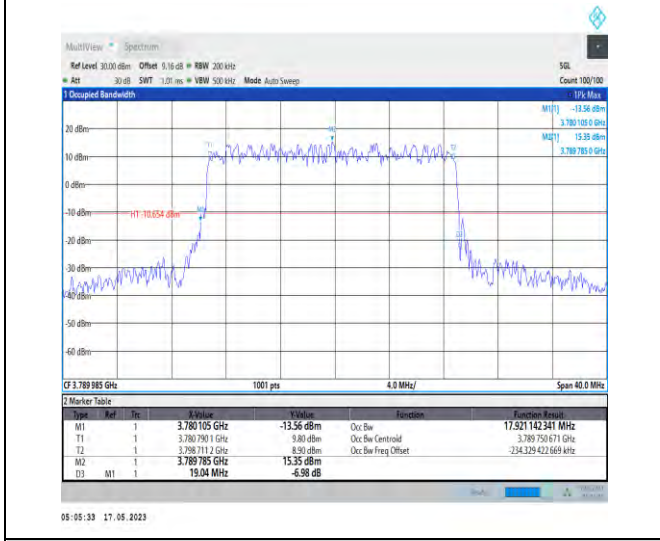 MultiView Spectrum
Ref Level 30.00 dBm Offset 9.16 dB RBW 200 kHz SGL
Att 30 dB SWT 1.01 ms VBW 500 kHz Mode Auto Sweep Count 100/100
1 Occupied Bandwidth 1Pk Max
M1[1] -13.56 dBm
3.780 105 0 GHz
M2[1] 15.35 dBm
3.789 785 0 GHz
20 dBm
M2
T1
T2
10 dBm
0 dBm
-10 dBm
H1 -10.654 dBm
M1
-20 dBm
D3
-30 dBm
-40 dBm
-50 dBm
-60 dBm
CF 3.789 985 GHz 1001 pts 4.0 MHz/ Span 40.0 MHz
2 Marker Table
Type Ref Trc X-Value Y-Value Function Function Result
M1 1 3.780 105 GHz -13.56 dBm Occ Bw 17.921 142 341 MHz
T1 1 3.780 790 1 GHz 9.80 dBm Occ Bw Centroid 3.789 750 671 GHz
T2 1 3.798 711 2 GHz 8.90 dBm Occ Bw Freq Offset -234.329 422 669 kHz
M2 1 3.789 785 GHz 15.35 dBm
D3 M1 1 19.04 MHz -6.98 dB
05:05:33 17.05.2023